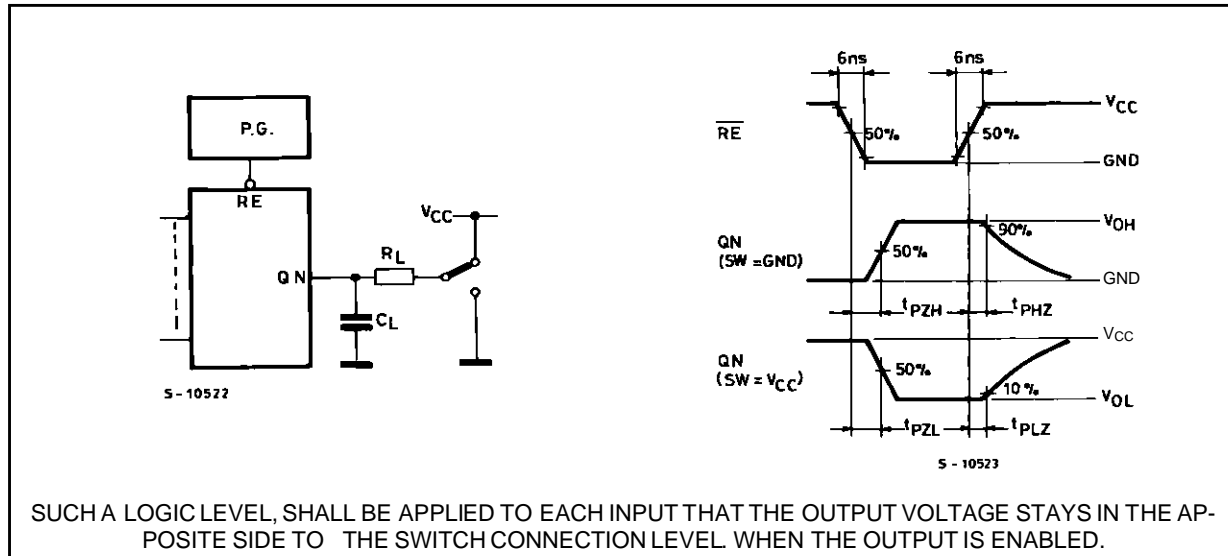 P.G.
RE
QN
VCC
RL
CL
S-10522
6ns 6ns
RE
50% 50%
VCC
GND
QN
(SW=GND)
50%
90%
VOH
GND
tPZH tPHZ
QN
(SW=VCC)
50%
10%
VCC
VOL
tPZL tPLZ
S-10523
SUCH A LOGIC LEVEL, SHALL BE APPLIED TO EACH INPUT THAT THE OUTPUT VOLTAGE STAYS IN THE AP-
POSITE SIDE TO THE SWITCH CONNECTION LEVEL. WHEN THE OUTPUT IS ENABLED.